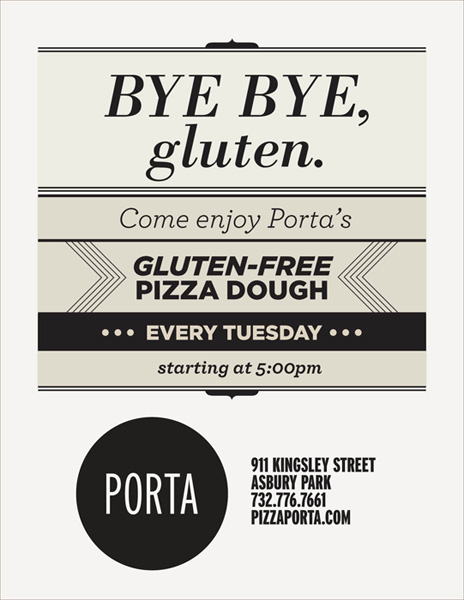 BYE BYE,
gluten.
Come enjoy Porta's
GLUTEN-FREE
PIZZA DOUGH
••• EVERY TUESDAY •••
starting at 5:00pm
PORTA
911 KINGSLEY STREET
ASBURY PARK
732.776.7661
PIZZAPORTA.COM